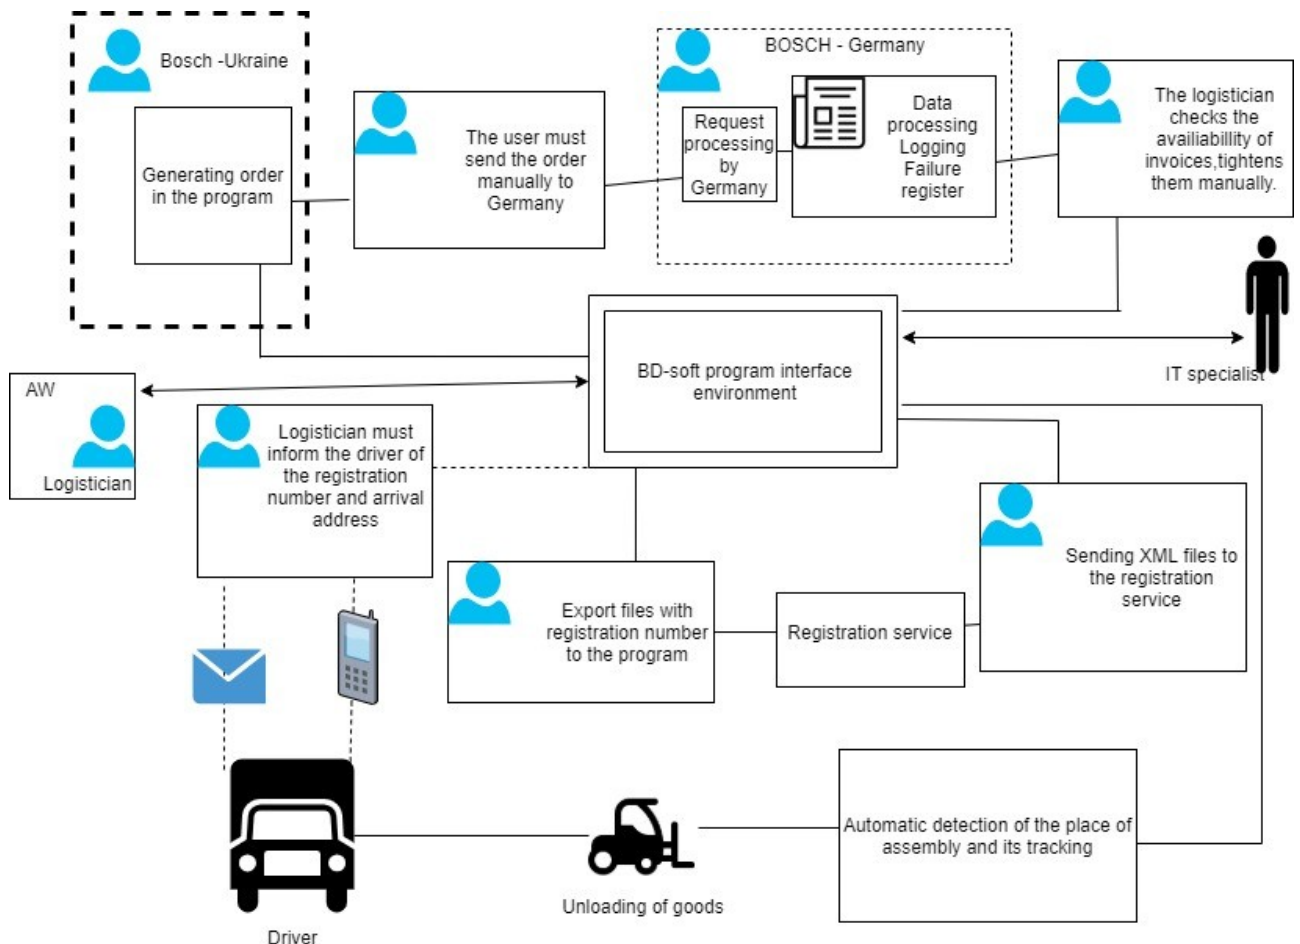 Bosch -Ukraine
Generating order
in the program
The user must
send the order
manually to
Germany
BOSCH - Germany
Request
processing
by
Germany
Data
processing
Logging
Failure
register
The logistician
checks the
availiabbility of
invoices,tightens
them manually.
IT specialist
BD-soft program interface
environment
AW
Logistician
Logistician must
inform the driver of
the registration
number and arrival
address
Export files with
registration number
to the program
Registration service
Sending XML files to
the registration
service
Automatic detection of the place of
assembly and its tracking
Unloading of goods
Driver